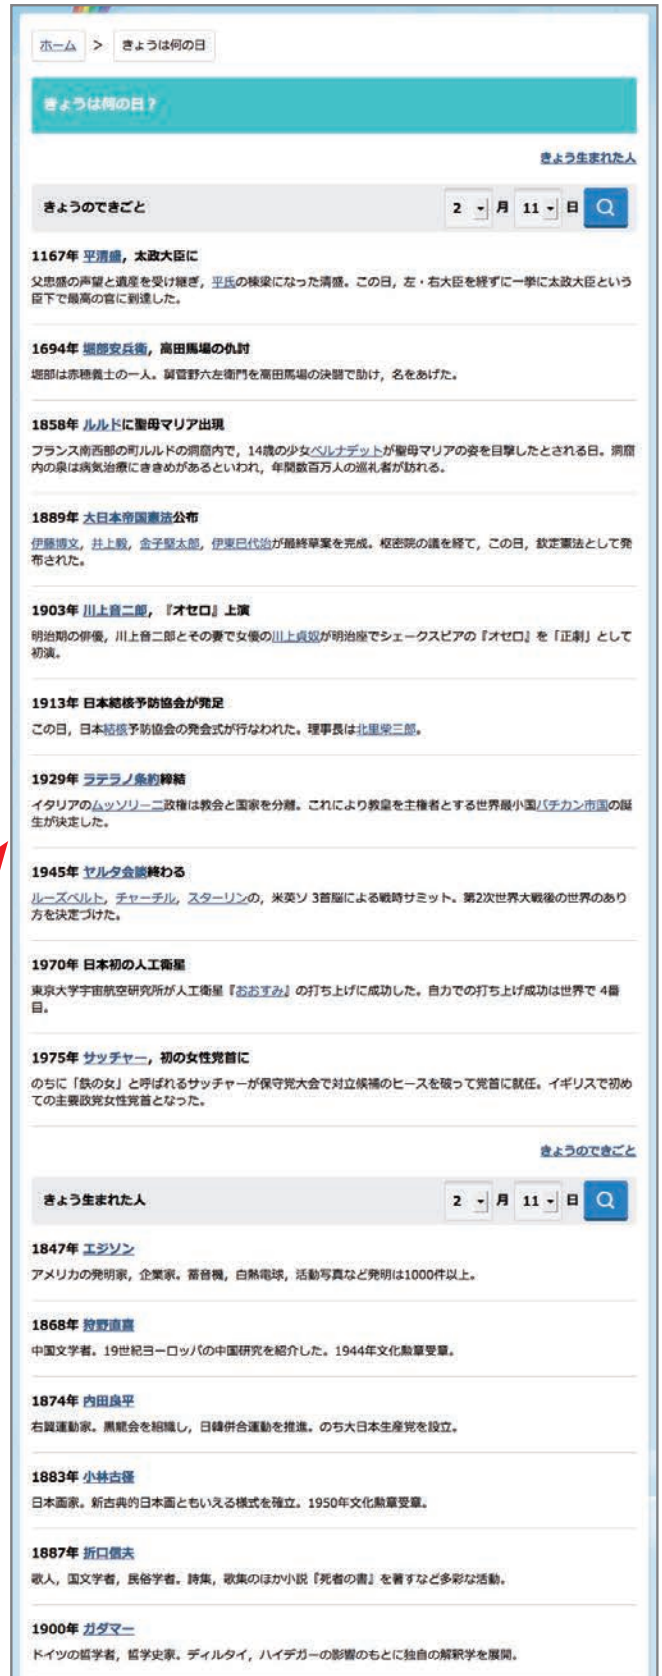 ホーム > きょうは何の日
きょうは何の日?
きょう生まれた人
きょうのできごと 2 月 11 日
1167年 平清盛, 太政大臣に
父忠盛の声望と遺産を受け継ぎ, 平氏の棟梁になった清盛。この日, 左・右大臣を経ずに一挙に太政大臣という
臣下で最高の官に到達した。
1694年 堀部安兵衛, 高田馬場の仇討
堀部は赤穂義士の一人。舅菅野六左衛門を高田馬場の決闘で助け, 名をあげた。
1858年 ルルドに聖母マリア出現
フランス南西部の町ルルドの洞窟内で, 14歳の少女ベルナデットが聖母マリアの姿を目撃したとされる日。洞窟
内の泉は病気治療にききめがあるといわれ, 年間数百万人の巡礼者が訪れる。
1889年 大日本帝国憲法公布
伊藤博文, 井上毅, 金子堅太郎, 伊東巳代治が最終草案を完成。枢密院の議を経て, この日, 欽定憲法として発
布された。
1903年 川上音二郎, 『オセロ』上演
明治期の俳優, 川上音二郎とその妻で女優の川上貞奴が明治座でシェークスピアの『オセロ』を「正劇」として
初演。
1913年 日本結核予防協会が発足
この日, 日本結核予防協会の発会式が行なわれた。理事長は北里柴三郎。
1929年 ラテラノ条約締結
イタリアのムッソリーニ政権は教会と国家を分離。これにより教皇を主権者とする世界最小国バチカン市国の誕
生が決定した。
1945年 ヤルタ会談終わる
ルーズベルト, チャーチル, スターリンの, 米英ソ 3首脳による戦時サミット。第2次世界大戦後の世界のあり
方を決定づけた。
1970年 日本初の人工衛星
東京大学宇宙航空研究所が人工衛星『おおすみ』の打ち上げに成功した。自力での打ち上げ成功は世界で 4番
目。
1975年 サッチャー, 初の女性党首に
のちに「鉄の女」と呼ばれるサッチャーが保守党大会で対立候補のヒースを破って党首に就任。イギリスで初め
ての主要政党女性党首となった。
きょうのできごと
きょう生まれた人 2 月 11 日
1847年 エジソン
アメリカの発明家, 企業家。蓄音機, 白熱電球, 活動写真など発明は1000件以上。
1868年 狩野直喜
中国文学者。19世紀ヨーロッパの中国研究を紹介した。1944年文化勲章受章。
1874年 内田良平
右翼運動家。黒龍会を組織し, 日韓併合運動を推進。のち大日本生産党を設立。
1883年 小林古径
日本画家。新古典的日本画ともいえる様式を確立。1950年文化勲章受章。
1887年 折口信夫
歌人, 国文学者, 民俗学者。詩集, 歌集のほか小説『死者の書』を著すなど多彩な活動。
1900年 ガダマー
ドイツの哲学者, 哲学史家。ディルタイ, ハイデガーの影響のもとに独自の解釈学を展開。